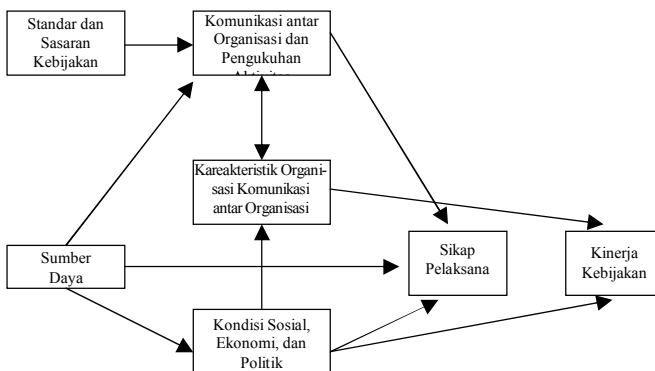 Standar dan
Sasaran
Kebijakan
Komunikasi antar
Organisasi dan
Pengukuhan
Aktivitas
Kareakteristik Organi-
sasi Komunikasi
antar Organisasi
Sumber
Daya
Sikap
Pelaksana
Kinerja
Kebijakan
Kondisi Sosial,
Ekonomi, dan
Politik